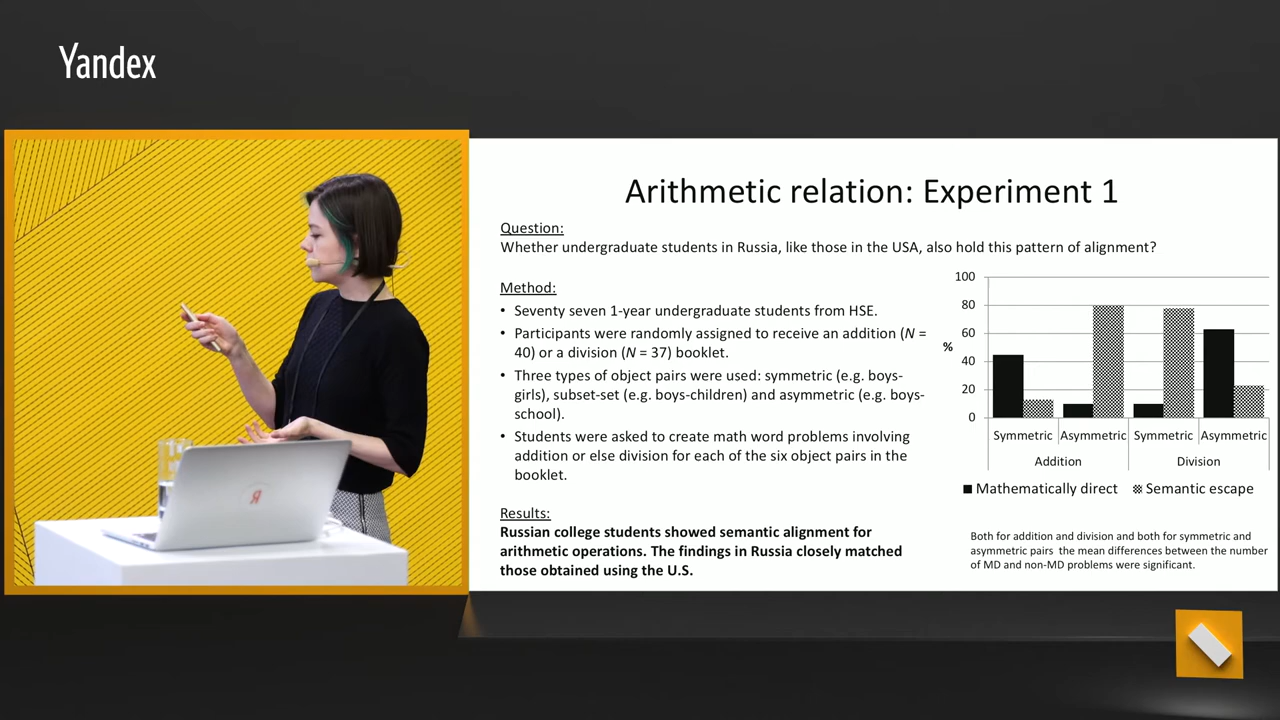 Yandex
Arithmetic relation: Experiment 1
Question:
Whether undergraduate students in Russia, like those in the USA, also hold this pattern of alignment?
Method:
• Seventy seven 1-year undergraduate students from HSE.
• Participants were randomly assigned to receive an addition (N =
40) or a division (N = 37) booklet.
• Three types of object pairs were used: symmetric (e.g. boys-
girls), subset-set (e.g. boys-children) and asymmetric (e.g. boys-
school).
• Students were asked to create math word problems involving
addition or else division for each of the six object pairs in the
booklet.
Results:
Russian college students showed semantic alignment for
arithmetic operations. The findings in Russia closely matched
those obtained using the U.S.
100
80
60
%
40
20
0
Symmetric Asymmetric Symmetric Asymmetric
Addition Division
Mathematically direct Semantic escape
Both for addition and division and both for symmetric and
asymmetric pairs the mean differences between the number
of MD and non-MD problems were significant.
Я